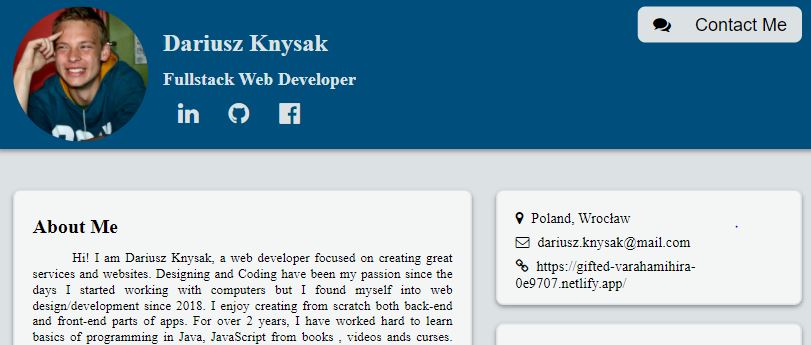 Contact Me
Dariusz Knysak
Fullstack Web Developer
About Me
Hi! I am Dariusz Knysak, a web developer focused on creating great
services and websites. Designing and Coding have been my passion since the
days I started working with computers but I found myself into web
design/development since 2018. I enjoy creating from scratch both back-end
and front-end parts of apps. For over 2 years, I have worked hard to learn
basics of programming in Java, JavaScript from books , videos ands curses.
Poland, Wrocław
dariusz.knysak@mail.com
https://gifted-varahamihira-
0e9707.netlify.app/